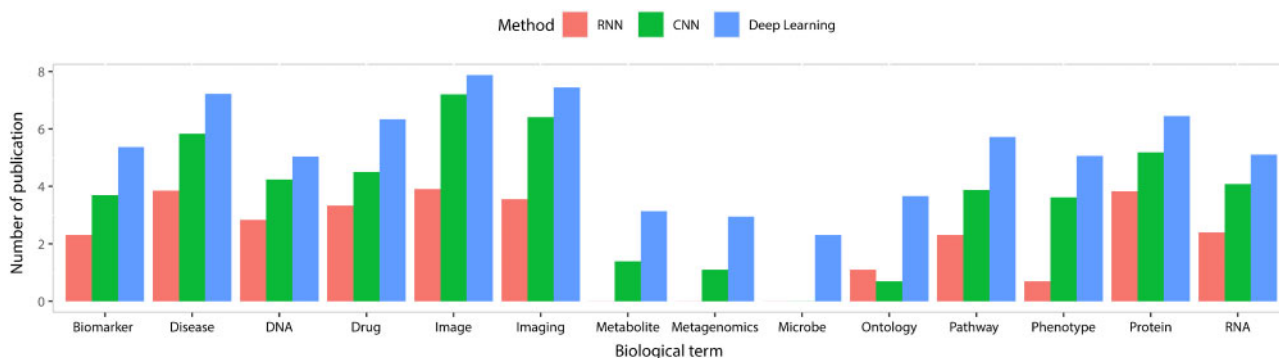 Method RNN CNN Deep Learning
Number of publication
8
6
4
2
0
Biomarker Disease DNA Drug Image Imaging Metabolite Metagenomics Microbe Ontology Pathway Phenotype Protein RNA
Biological term